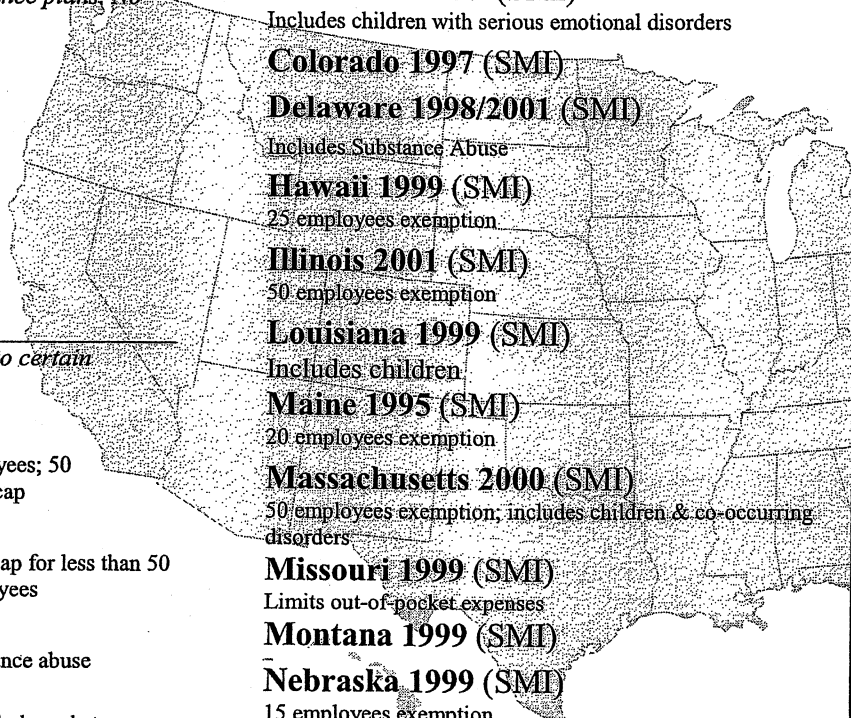 nce plans, No
Includes children with serious emotional disorders
Colorado 1997 (SMI)
Delaware 1998/2001 (SMI)
Includes Substance Abuse
Hawaii 1999 (SMI)
25 employees exemption
Illinois 2001 (SMI)
50 employees exemption
Louisiana 1999 (SMI)
Includes children
Maine 1995 (SMI)
20 employees exemption
Massachusetts 2000 (SMI)
50 employees exemption; includes children & co-occurring
disorders
Missouri 1999 (SMI)
Limits out-of-pocket expenses
Montana 1999 (SMI)
Nebraska 1999 (SMI)
15 employees exemption
o certain
yees; 50
cap
ap for less than 50
yees
nce abuse